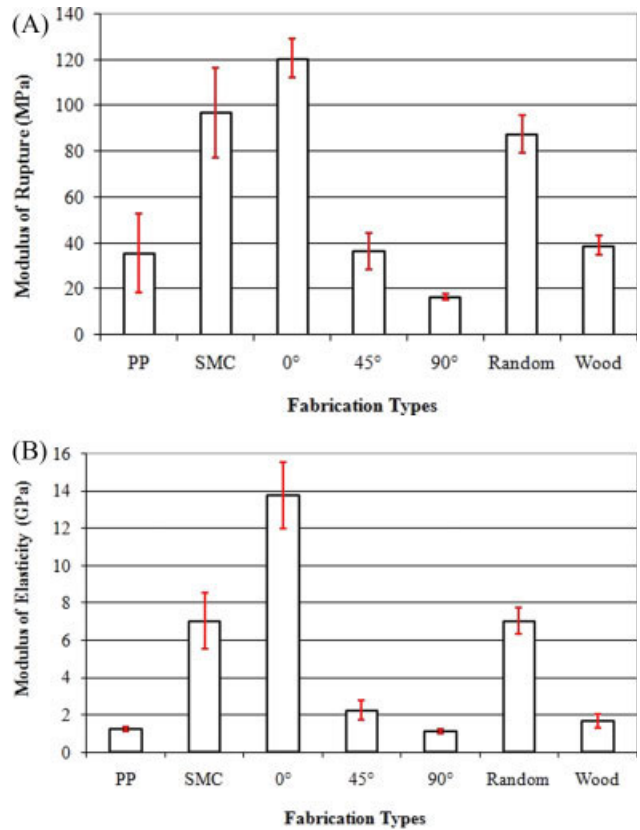 (A)
Modulus of Rupture (MPa)
140
120
100
80
60
40
20
0
PP SMC 0° 45° 90° Random Wood
Fabrication Types
(B)
Modulus of Elasticity (GPa)
16
14
12
10
8
6
4
2
0
PP SMC 0° 45° 90° Random Wood
Fabrication Types